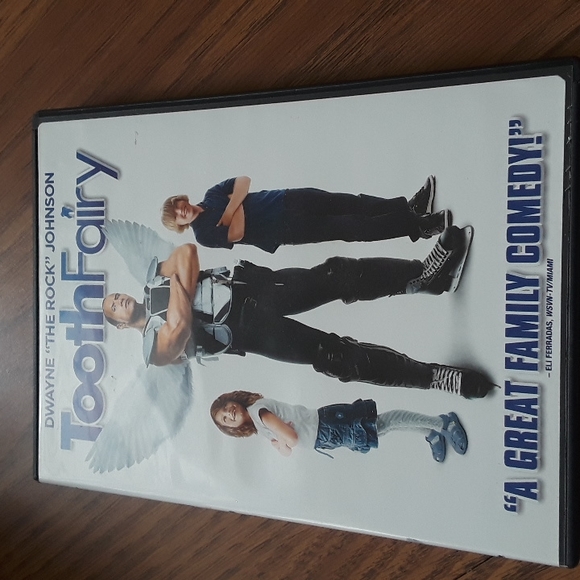 DWAYNE "THE ROCK" JOHNSON
ToothFairy
"A GREAT FAMILY COMEDY!"
– ELI FERRADAS, WSVN-TV/MIAMI